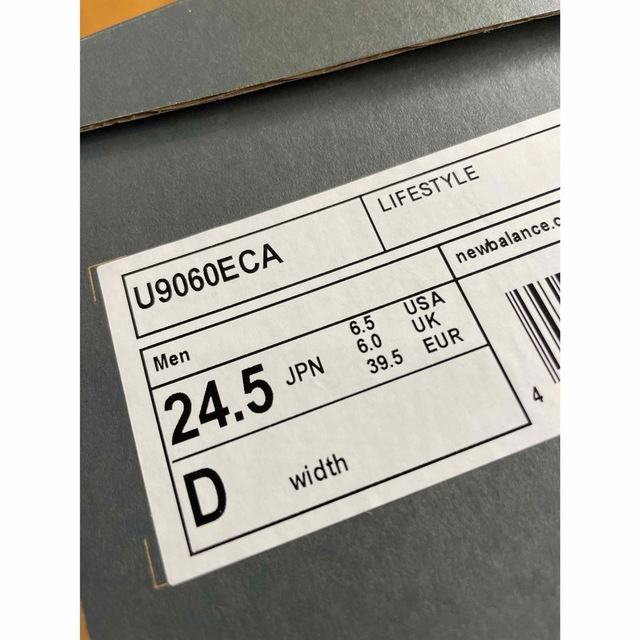 U9060ECA
LIFESTYLE
Men
newbalance.c
24.5 JPN
6.5 USA
6.0 UK
39.5 EUR
D width
4